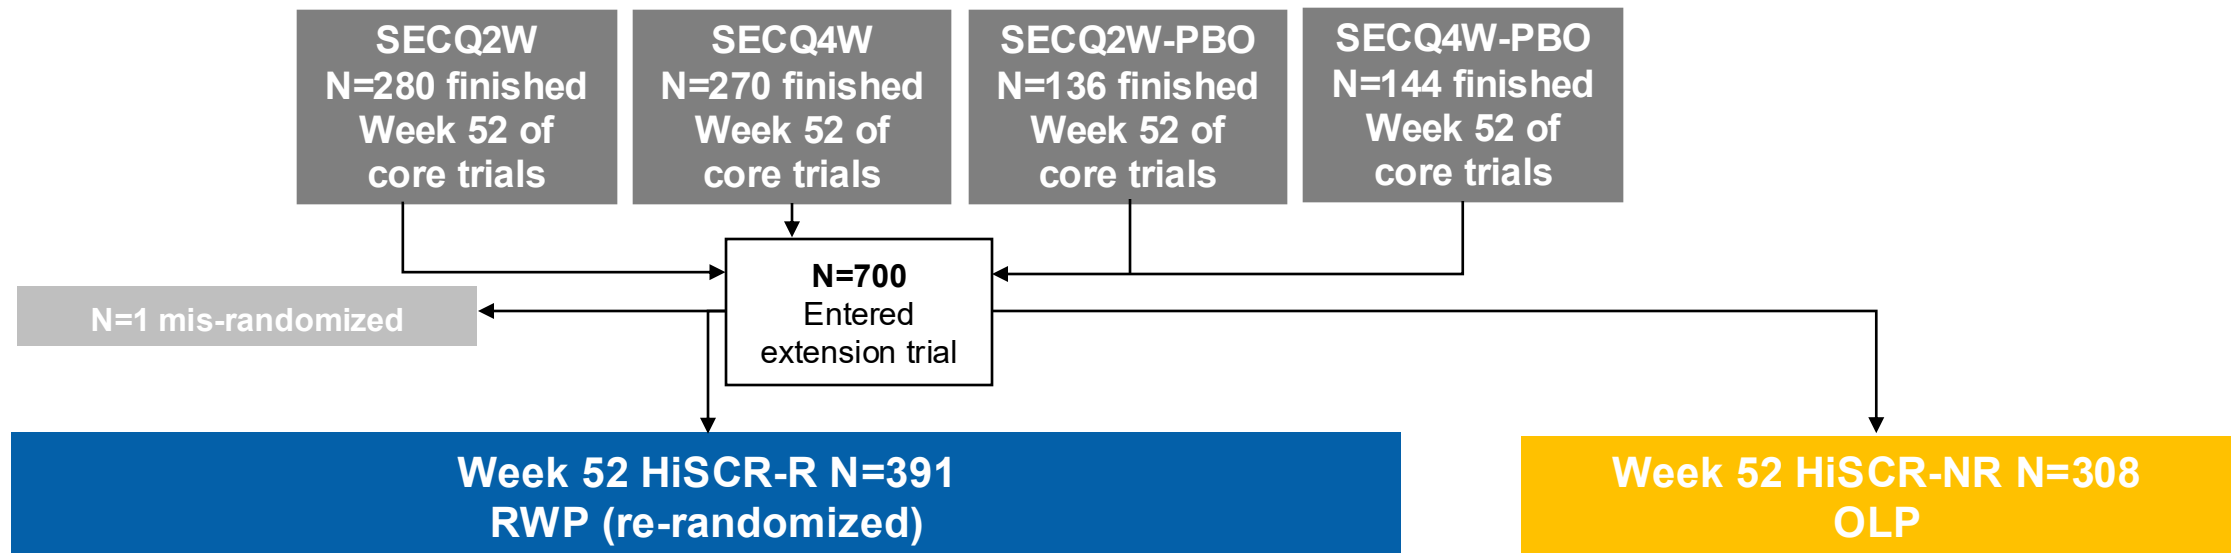 SECQ2W
N=280 finished
Week 52 of
core trials
SECQ4W
N=270 finished
Week 52 of
core trials
SECQ2W-PBO
N=136 finished
Week 52 of
core trials
SECQ4W-PBO
N=144 finished
Week 52 of
core trials
N=700
Entered
extension trial
N=1 mis-randomized
Week 52 HiSCR-R N=391
RWP (re-randomized)
Week 52 HiSCR-NR N=308
OLP